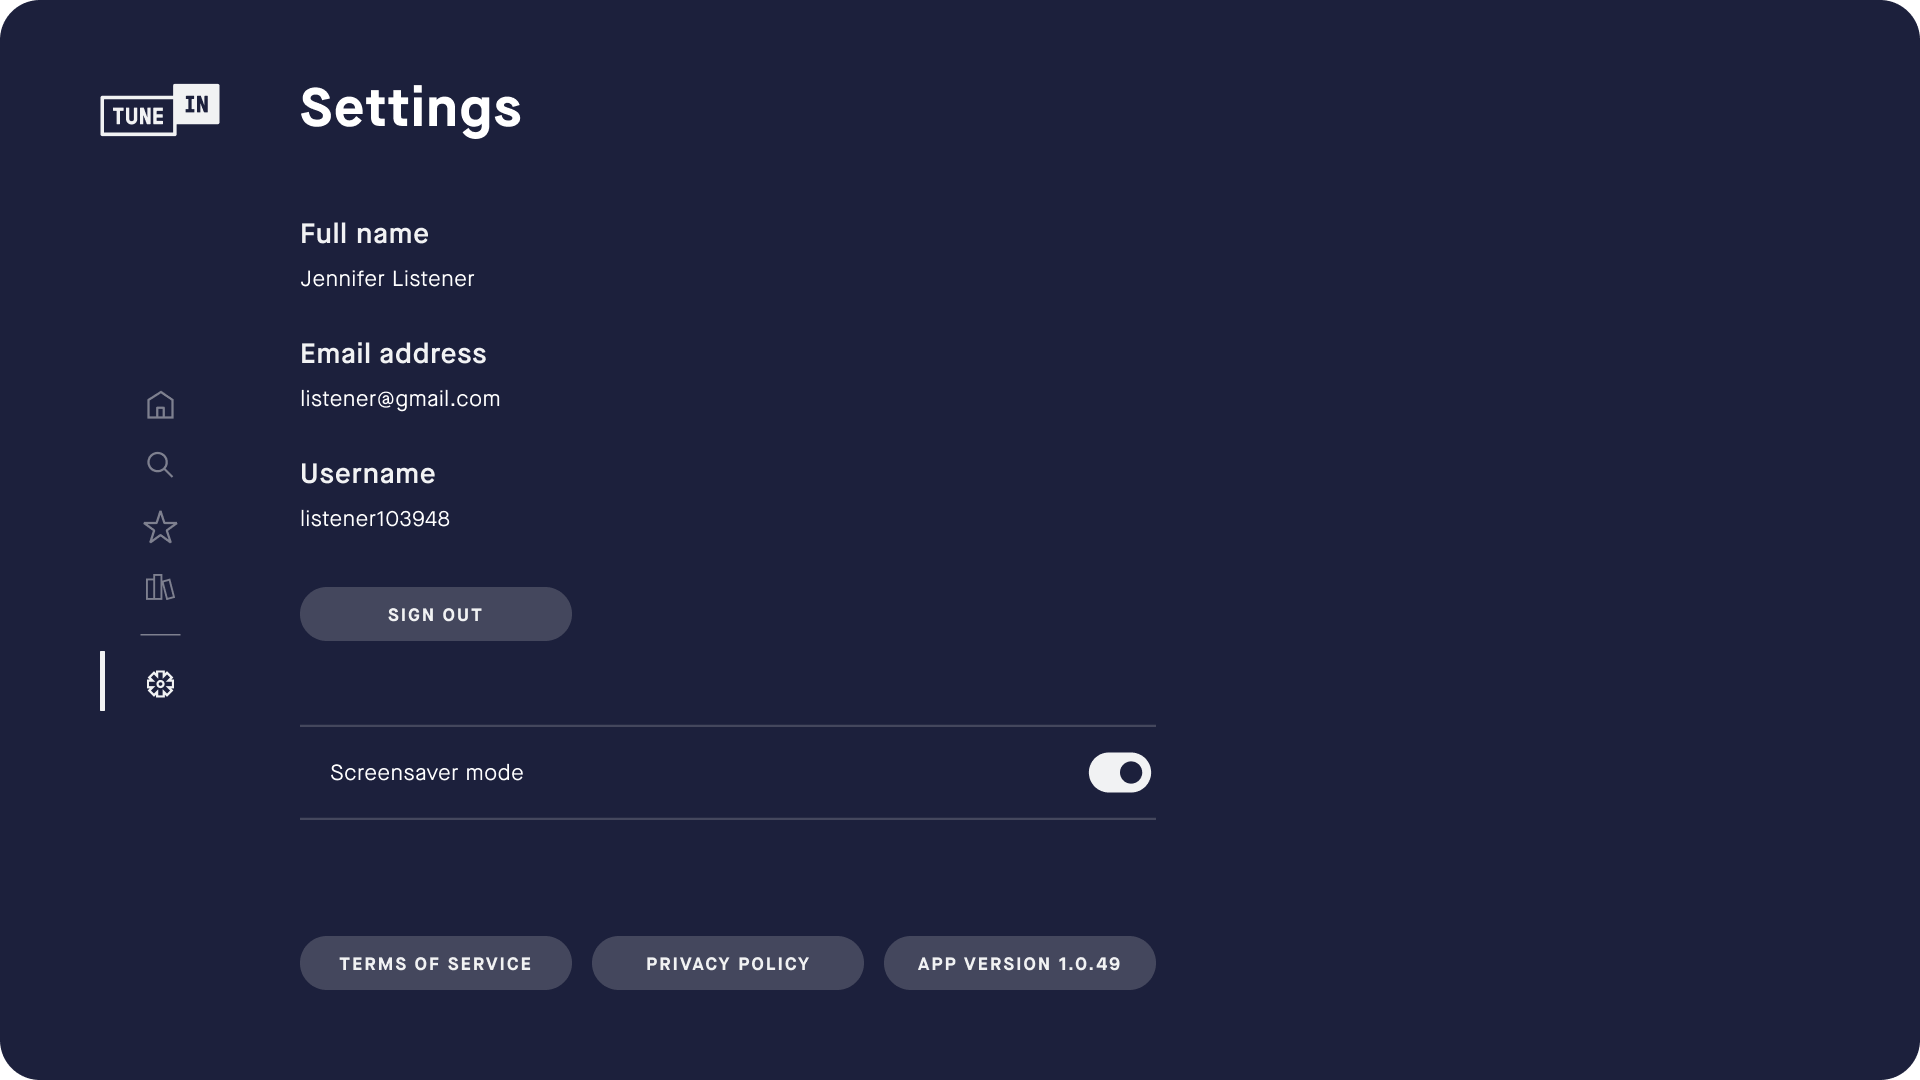 TUNE IN
Settings
Full name
Jennifer Listener
Email address
listener@gmail.com
Username
listener103948
SIGN OUT
Screensaver mode
TERMS OF SERVICE
PRIVACY POLICY
APP VERSION 1.0.49